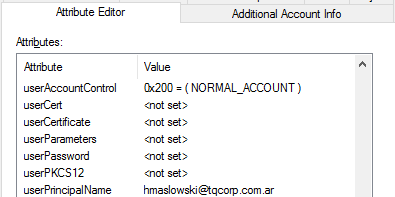 Attribute Editor
Additional Account Info
Attributes:
Attribute Value
userAccountControl 0x200 = ( NORMAL_ACCOUNT )
userCert <not set>
userCertificate <not set>
userParameters <not set>
userPassword <not set>
userPKCS12 <not set>
userPrincipalName hmaslowski@tqcorp.com.ar